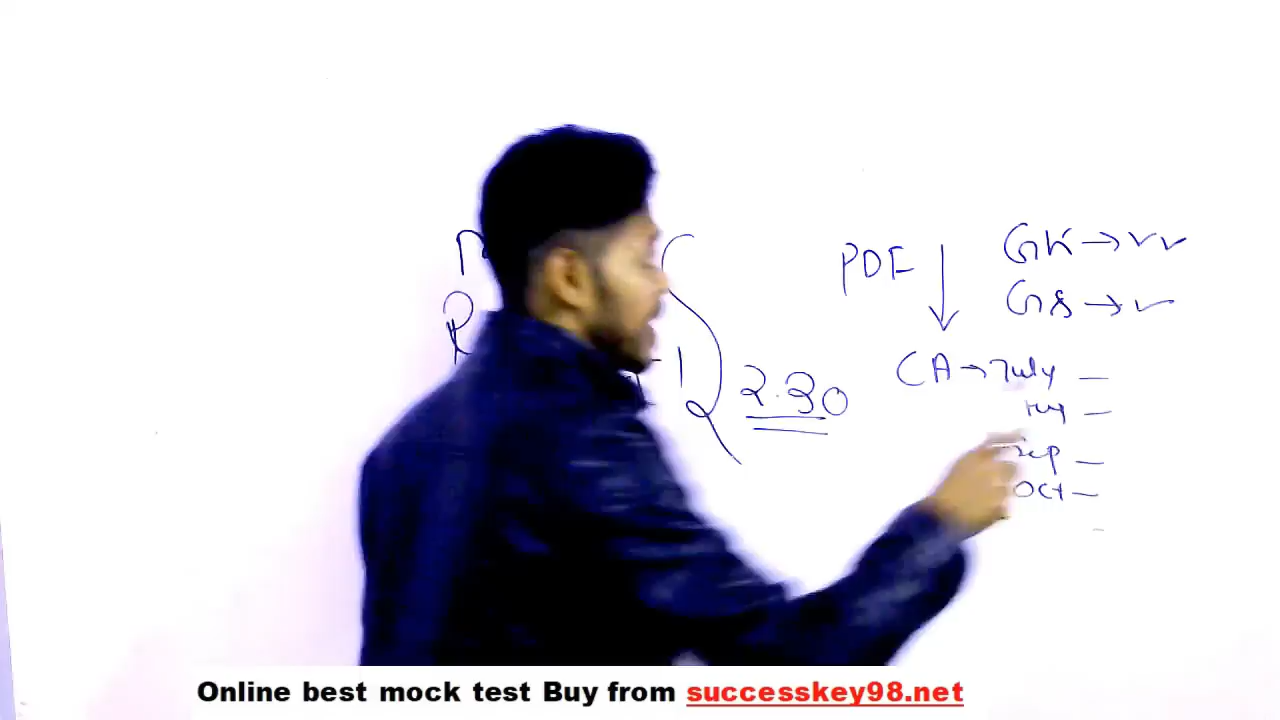 PDF
GK →
GS →
CA → July –
Aug –
Sep –
Oct –
2.30
Online best mock test Buy from successkey98.net